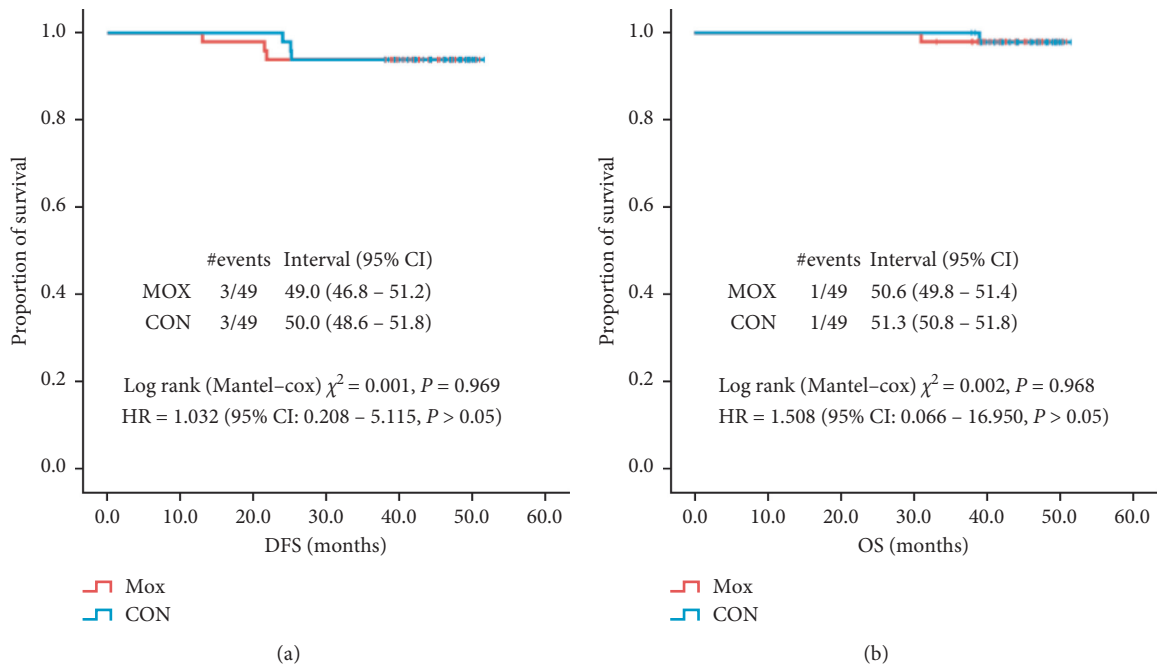 1.0
0.8
0.6
0.4
0.2
0.0
Proportion of survival
#events Interval (95% CI)
MOX 3/49 49.0 (46.8 – 51.2)
CON 3/49 50.0 (48.6 – 51.8)
Log rank (Mantel–cox) χ² = 0.001, P = 0.969
HR = 1.032 (95% CI: 0.208 – 5.115, P > 0.05)
0.0 10.0 20.0 30.0 40.0 50.0 60.0
DFS (months)
Mox
CON
(a)
1.0
0.8
0.6
0.4
0.2
0.0
Proportion of survival
#events Interval (95% CI)
MOX 1/49 50.6 (49.8 – 51.4)
CON 1/49 51.3 (50.8 – 51.8)
Log rank (Mantel–cox) χ² = 0.002, P = 0.968
HR = 1.508 (95% CI: 0.066 – 16.950, P > 0.05)
0.0 10.0 20.0 30.0 40.0 50.0 60.0
OS (months)
Mox
CON
(b)